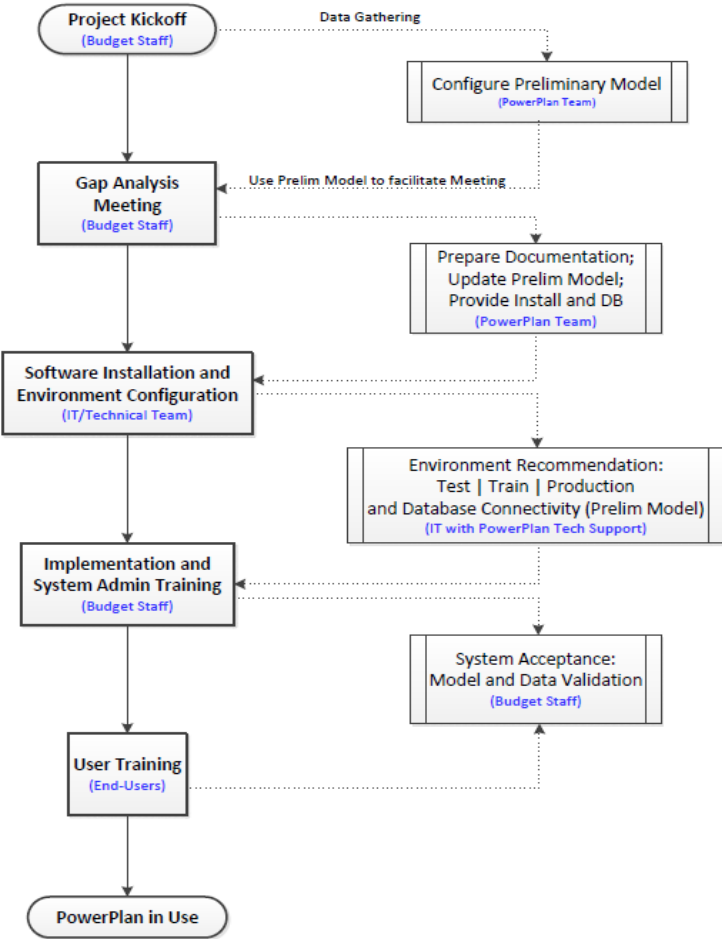 Project Kickoff
(Budget Staff)
Data Gathering
Configure Preliminary Model
(PowerPlan Team)
Use Prelim Model to facilitate Meeting
Gap Analysis
Meeting
(Budget Staff)
Prepare Documentation;
Update Prelim Model;
Provide Install and DB
(PowerPlan Team)
Software Installation and
Environment Configuration
(IT/Technical Team)
Environment Recommendation:
Test | Train | Production
and Database Connectivity (Prelim Model)
(IT with PowerPlan Tech Support)
Implementation and
System Admin Training
(Budget Staff)
System Acceptance:
Model and Data Validation
(Budget Staff)
User Training
(End-Users)
PowerPlan in Use